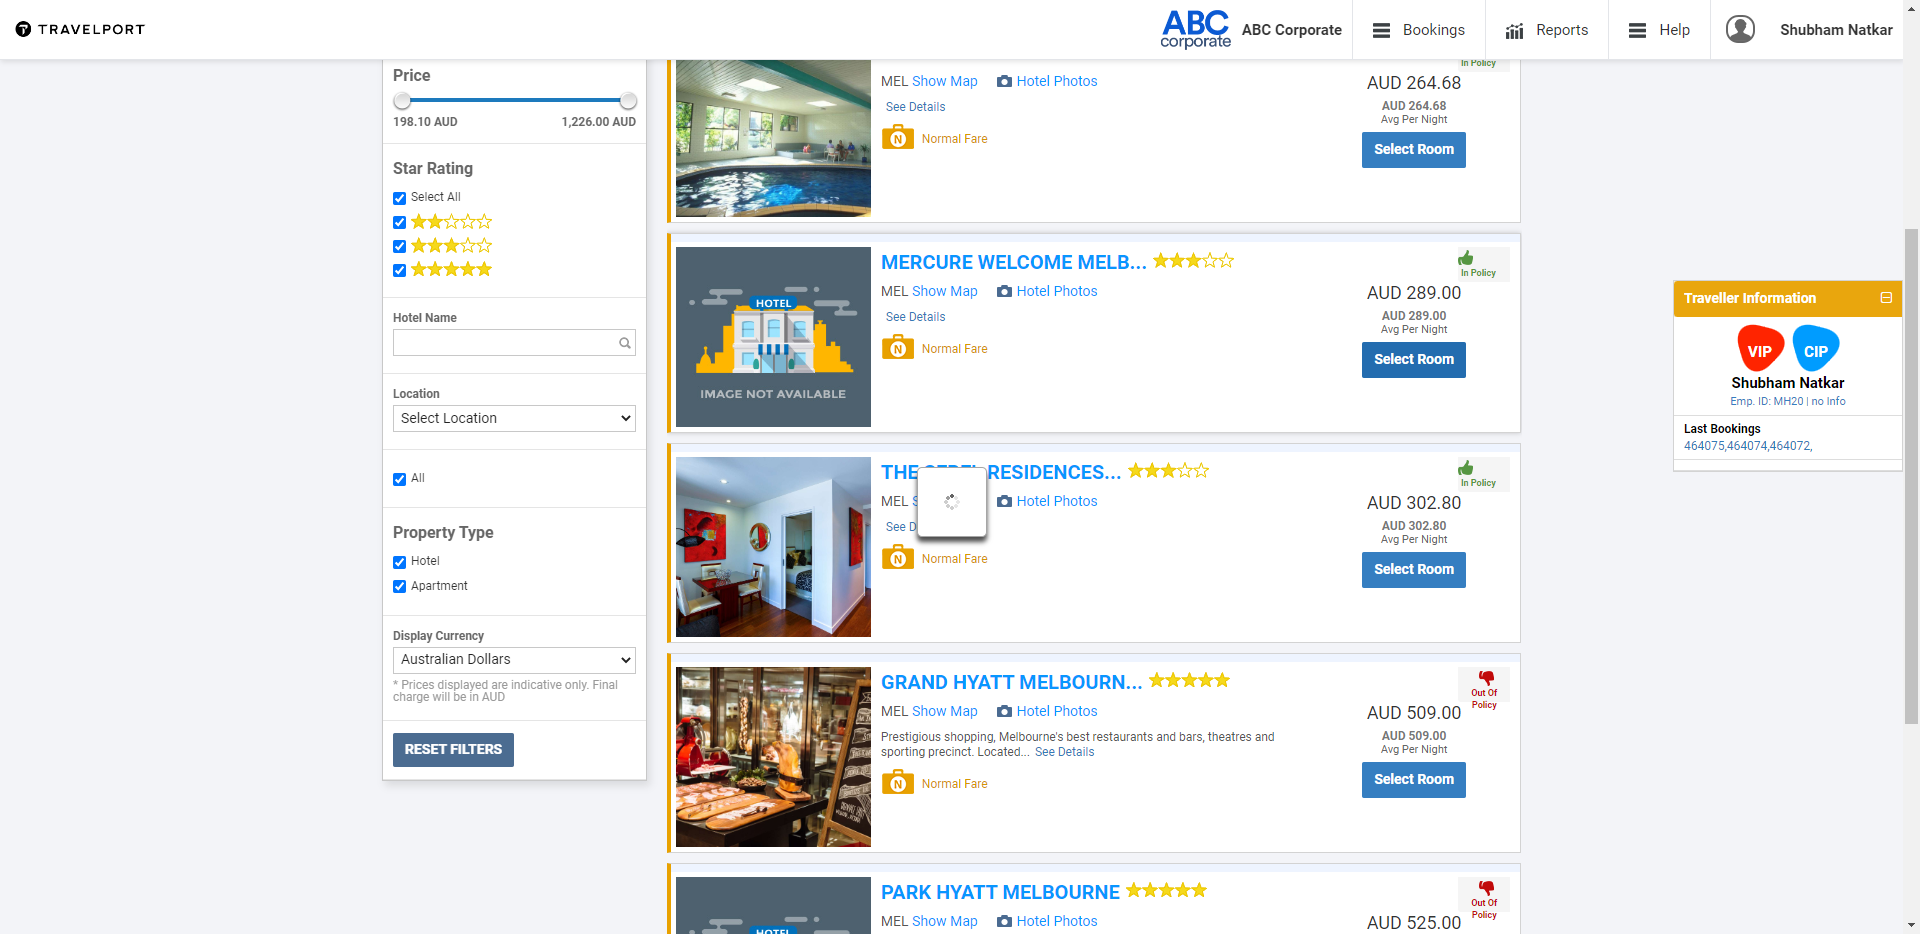 TRAVELPORT
ABC
corporate
ABC Corporate
Bookings
Reports
Help
Shubham Natkar
Price
198.10 AUD
1,226.00 AUD
Star Rating
Select All
Hotel Name
Location
Select Location
All
Property Type
Hotel
Apartment
Display Currency
Australian Dollars
* Prices displayed are indicative only. Final
charge will be in AUD
RESET FILTERS
In Policy
MEL Show Map
Hotel Photos
AUD 264.68
See Details
AUD 264.68
Avg Per Night
N
Normal Fare
Select Room
HOTEL
IMAGE NOT AVAILABLE
MERCURE WELCOME MELB...
In Policy
MEL Show Map
Hotel Photos
AUD 289.00
See Details
AUD 289.00
Avg Per Night
N
Normal Fare
Select Room
THE
RESIDENCES...
In Policy
MEL
Hotel Photos
AUD 302.80
See
AUD 302.80
Avg Per Night
N
Normal Fare
Select Room
GRAND HYATT MELBOURN...
Out Of
Policy
MEL Show Map
Hotel Photos
AUD 509.00
Prestigious shopping, Melbourne's best restaurants and bars, theatres and
sporting precinct. Located... See Details
AUD 509.00
Avg Per Night
N
Normal Fare
Select Room
HOTEL
PARK HYATT MELBOURNE
Out Of
Policy
MEL Show Map
Hotel Photos
AUD 525.00
Traveller Information
VIP
CIP
Shubham Natkar
Emp. ID: MH20 | no Info
Last Bookings
464075,464074,464072,